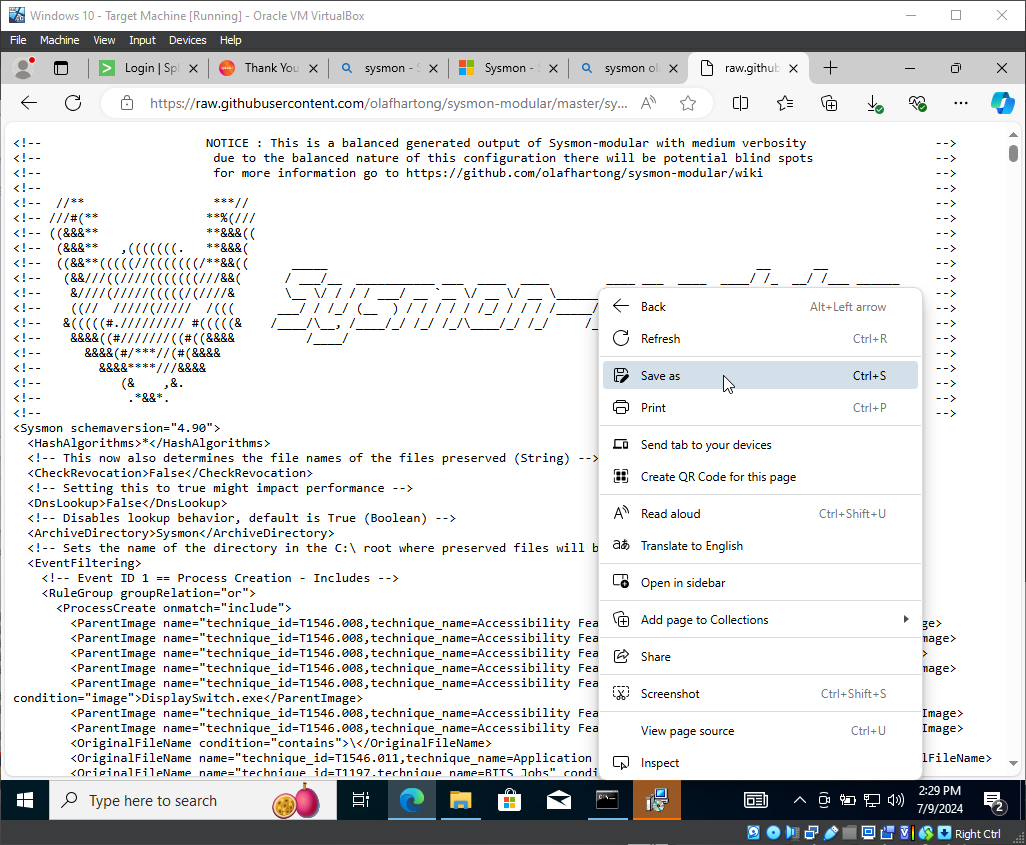 Windows 10 - Target Machine [Running] - Oracle VM VirtualBox
File Machine View Input Devices Help
Login | Spl
Thank You
sysmon - S
Sysmon - S
sysmon ol
raw.github
https://raw.githubusercontent.com/olafhartong/sysmon-modular/master/sy...
<!-- NOTICE : This is a balanced generated output of Sysmon-modular with medium verbosity -->
<!-- due to the balanced nature of this configuration there will be potential blind spots -->
<!-- for more information go to https://github.com/olafhartong/sysmon-modular/wiki -->
<!-- -->
<!-- //** ***// -->
<!-- ///#(** **%(/// -->
<!-- ((&&&** **&&&(( -->
<!-- (&&&** ,(((((((. **&&&( -->
<!-- ((&&**(((((//(((((((/**&&(( -->
<!-- (&&///((////(((((((///&&( -->
<!-- &////(/////(((((/(////& -->
<!-- ((// /////(///// /((( -->
<!-- &(((((#.///////// #(((((& -->
<!-- &&&&((#///////((#((&&&& -->
<!-- &&&&(#/***//(#(&&&& -->
<!-- &&&&****///&&&& -->
<!-- (& ,&. -->
<!-- .*&&*. -->
<!-- -->
<Sysmon schemaversion="4.90">
<HashAlgorithms>*</HashAlgorithms>
<!-- This now also determines the file names of the files preserved (String) -->
<CheckRevocation>False</CheckRevocation>
<!-- Setting this to true might impact performance -->
<DnsLookup>False</DnsLookup>
<!-- Disables lookup behavior, default is True (Boolean) -->
<ArchiveDirectory>Sysmon</ArchiveDirectory>
<!-- Sets the name of the directory in the C:\ root where preserved files will b
<EventFiltering>
<!-- Event ID 1 == Process Creation - Includes -->
<RuleGroup groupRelation="or">
<ProcessCreate onmatch="include">
<ParentImage name="technique_id=T1546.008,technique_name=Accessibility Fea
<ParentImage name="technique_id=T1546.008,technique_name=Accessibility Fea
<ParentImage name="technique_id=T1546.008,technique_name=Accessibility Fea
<ParentImage name="technique_id=T1546.008,technique_name=Accessibility Fea
<ParentImage name="technique_id=T1546.008,technique_name=Accessibility Fea
condition="image">DisplaySwitch.exe</ParentImage>
<ParentImage name="technique_id=T1546.008,technique_name=Accessibility Fea Image>
<ParentImage name="technique_id=T1546.008,technique_name=Accessibility Fea Image>
<OriginalFileName condition="contains">\</OriginalFileName>
<OriginalFileName name="technique_id=T1546.011,technique_name=Application lFileName>
<OriginalFileName name="technique_id=T1197,technique_name=BITS Jobs" condi
Back Alt+Left arrow
Refresh Ctrl+R
Save as Ctrl+S
Print Ctrl+P
Send tab to your devices
Create QR Code for this page
Read aloud Ctrl+Shift+U
Translate to English
Open in sidebar
Add page to Collections
Share
Screenshot Ctrl+Shift+S
View page source Ctrl+U
Inspect
Type here to search
2:29 PM
7/9/2024
2
Right Ctrl